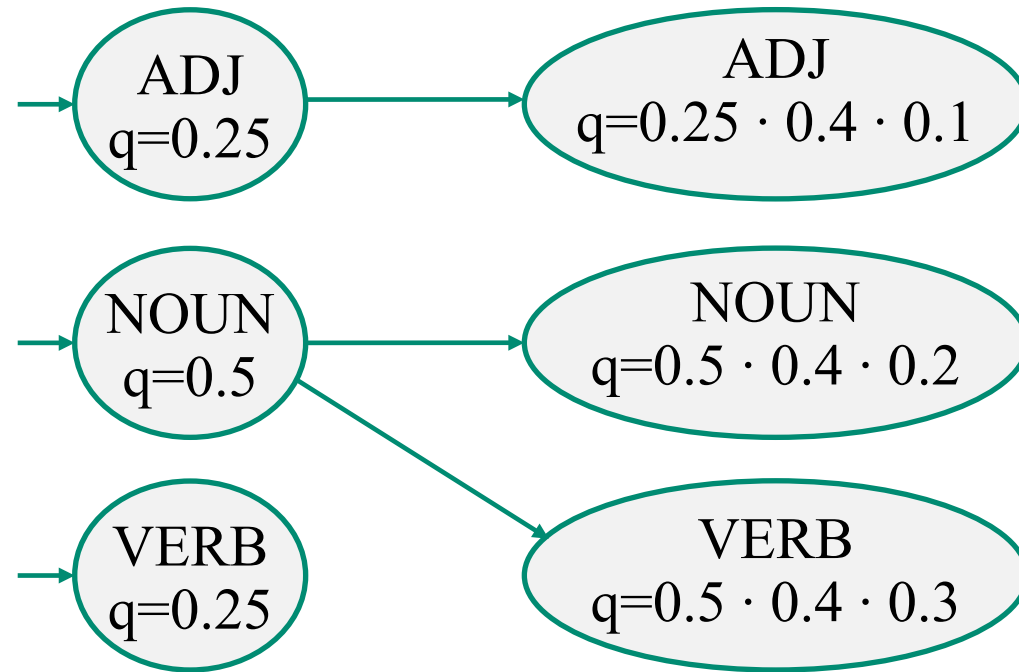 ADJ
q=0.25
ADJ
q=0.25 · 0.4 · 0.1
NOUN
q=0.5
NOUN
q=0.5 · 0.4 · 0.2
VERB
q=0.25
VERB
q=0.5 · 0.4 · 0.3